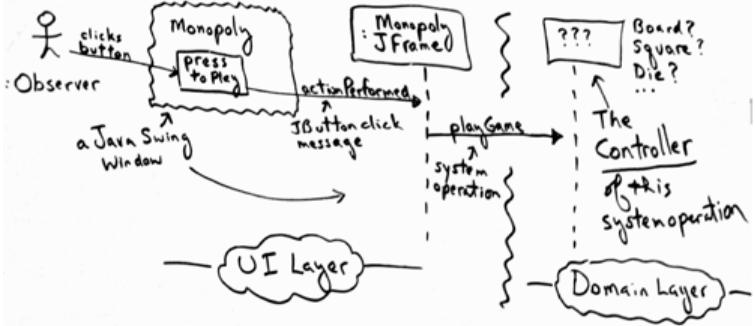 clicks
button
: Observer
Monopoly
press
to Play
a Java Swing
Window
actionPerformed
JButton click
message
Monopoly
: JFrame
playGame
system
operation
???
Board?
Square?
Die?
...
The
Controller
of this
system operation
UI Layer
Domain Layer